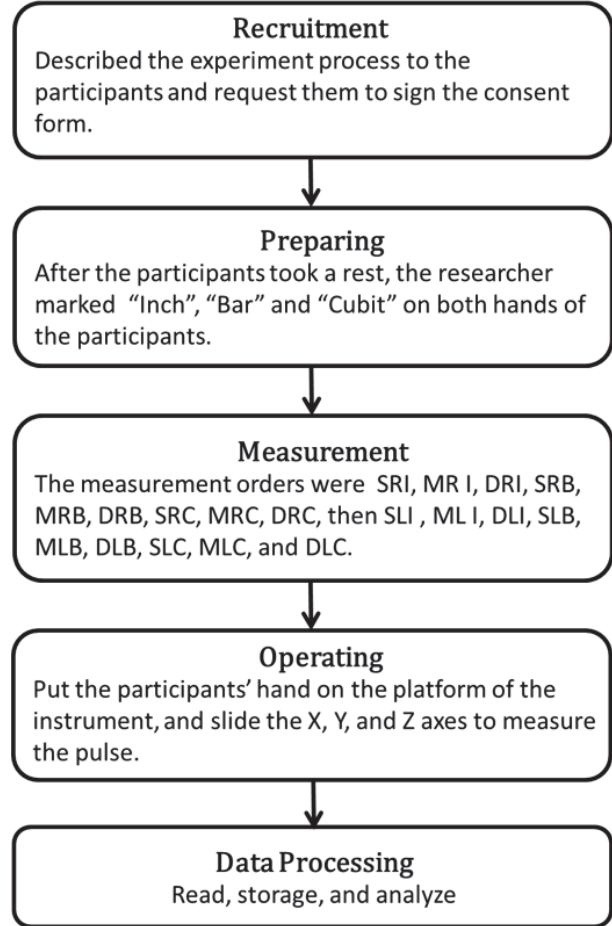 Recruitment
Described the experiment process to the
participants and request them to sign the consent
form.
Preparing
After the participants took a rest, the researcher
marked “Inch”, “Bar” and “Cubit” on both hands of
the participants.
Measurement
The measurement orders were SRI, MR I, DRI, SRB,
MRB, DRB, SRC, MRC, DRC, then SLI , ML I, DLI, SLB,
MLB, DLB, SLC, MLC, and DLC.
Operating
Put the participants’ hand on the platform of the
instrument, and slide the X, Y, and Z axes to measure
the pulse.
Data Processing
Read, storage, and analyze